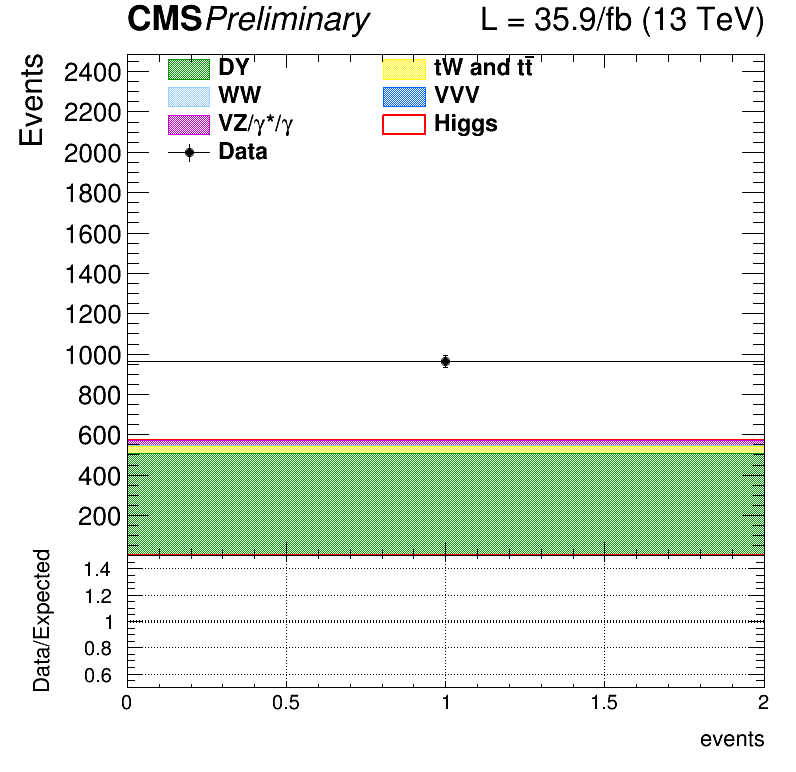 CMS Preliminary L = 35.9/fb (13 TeV)
Events
2400
2200
2000
1800
1600
1400
1200
1000
800
600
400
200
DY tW and tt̄
WW VVV
VZ/γ*/γ Higgs
Data
Data/Expected
1.4
1.2
1
0.8
0.6
0 0.5 1 1.5 2
events